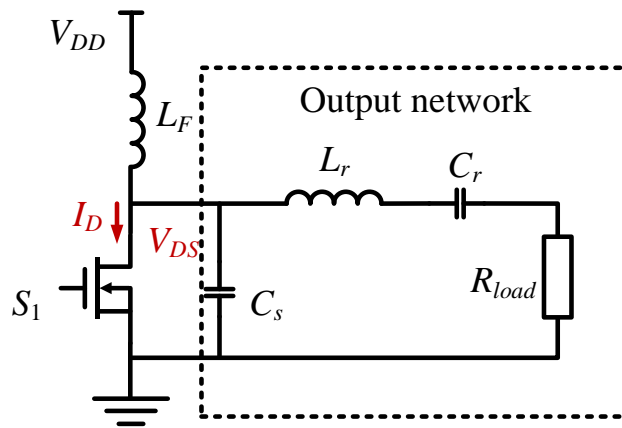 V_DD
Output network
L_F
L_r
C_r
I_D
V_DS
S_1
C_s
R_load